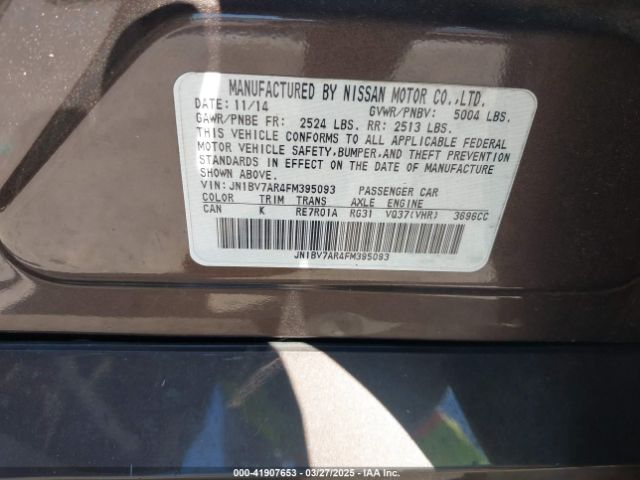 MANUFACTURED BY NISSAN MOTOR CO.,LTD.
DATE: 11/14 GVWR/PNBV: 5004 LBS.
GAWR/PNBE FR: 2524 LBS. RR: 2513 LBS.
THIS VEHICLE CONFORMS TO ALL APPLICABLE FEDERAL
MOTOR VEHICLE SAFETY, BUMPER, AND THEFT PREVENTION
STANDARDS IN EFFECT ON THE DATE OF MANUFACTURE
SHOWN ABOVE.
VIN: JN1BV7AR4FM395093 PASSENGER CAR
COLOR TRIM TRANS AXLE ENGINE
CAN K RE7R01A RG31 VQ37(VHR) 3696CC
JN1BV7AR4FM395093
000-41907653 — 03/27/2025 — IAA Inc.